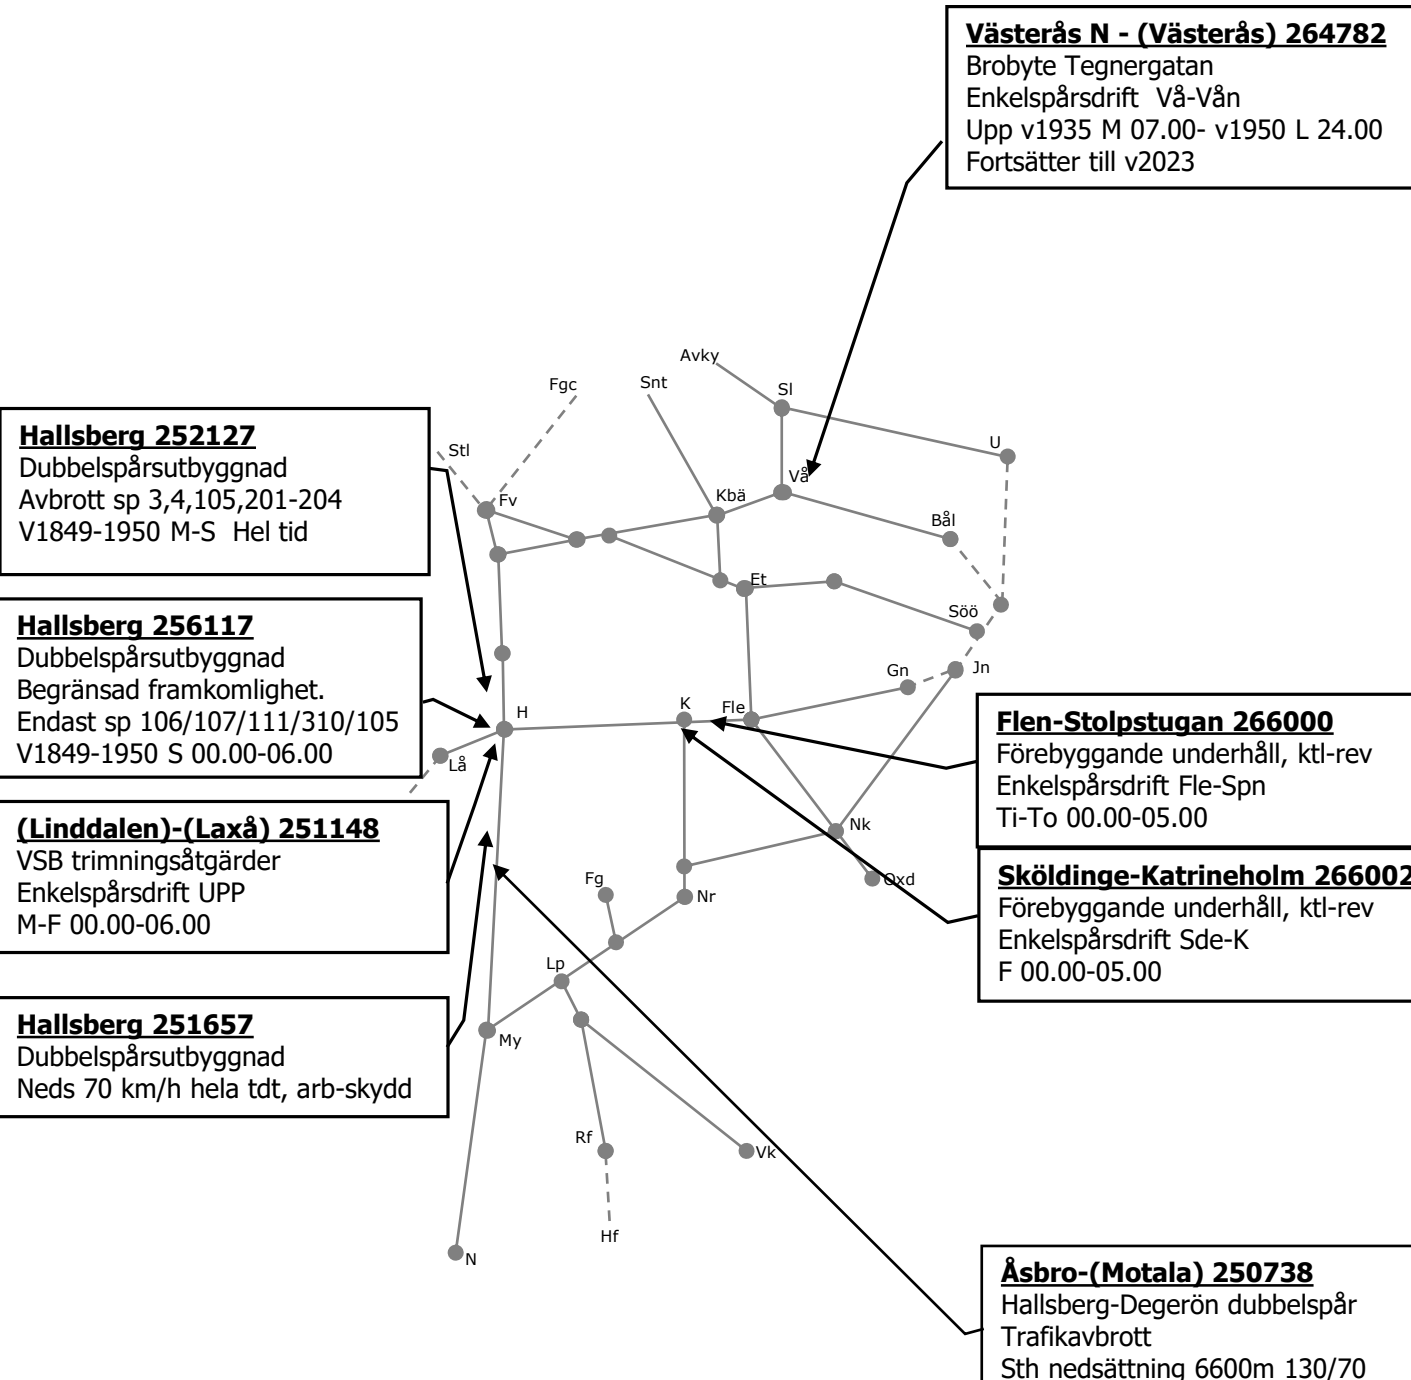 Västerås N - (Västerås) 264782
Brobyte Tegnergatan
Enkelspårsdrift  Vå-Vån
Upp v1935 M 07.00- v1950 L 24.00
Fortsätter till v2023
Avky
Snt
Fgc
Sl
Hallsberg 252127
Dubbelspårsutbyggnad
Avbrott sp 3,4,105,201-204
V1849-1950 M-S  Hel tid
Stl
U
Vå
Kbä
Fv
Bål
Et
Söö
Hallsberg 256117
Dubbelspårsutbyggnad
Begränsad framkomlighet.
Endast sp 106/107/111/310/105
V1849-1950 S 00.00-06.00
Gn
Jn
H
K
Fle
Lå
Flen-Stolpstugan 266000
Förebyggande underhåll, ktl-rev
Enkelspårsdrift Fle-Spn
Ti-To 00.00-05.00
(Linddalen)-(Laxå) 251148
VSB trimningsåtgärder
Enkelspårsdrift UPP
M-F 00.00-06.00
Nk
Oxd
Fg
Nr
Sköldinge-Katrineholm 266002
Förebyggande underhåll, ktl-rev
Enkelspårsdrift Sde-K
F 00.00-05.00
Lp
Hallsberg 251657
Dubbelspårsutbyggnad
Neds 70 km/h hela tdt, arb-skydd
My
Rf
Vk
Hf
N
Åsbro-(Motala) 250738
Hallsberg-Degerön dubbelspår
Trafikavbrott
Sth nedsättning 6600m 130/70